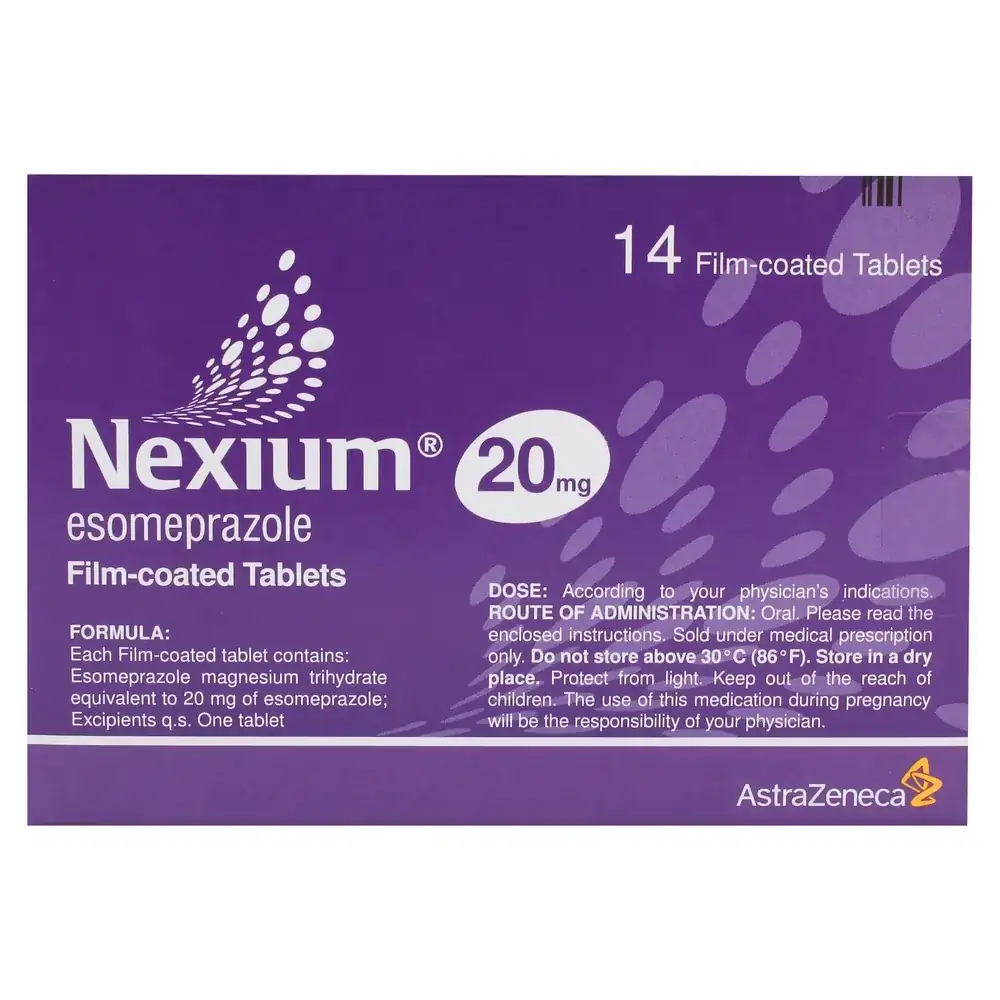 14 Film-coated Tablets
Nexium® 20 mg
esomeprazole
Film-coated Tablets
FORMULA:
Each Film-coated tablet contains:
Esomeprazole magnesium trihydrate
equivalent to 20 mg of esomeprazole;
Excipients q.s. One tablet
DOSE: According to your physician's indications.
ROUTE OF ADMINISTRATION: Oral. Please read the
enclosed instructions. Sold under medical prescription
only. Do not store above 30°C (86°F). Store in a dry
place. Protect from light. Keep out of the reach of
children. The use of this medication during pregnancy
will be the responsibility of your physician.
AstraZeneca